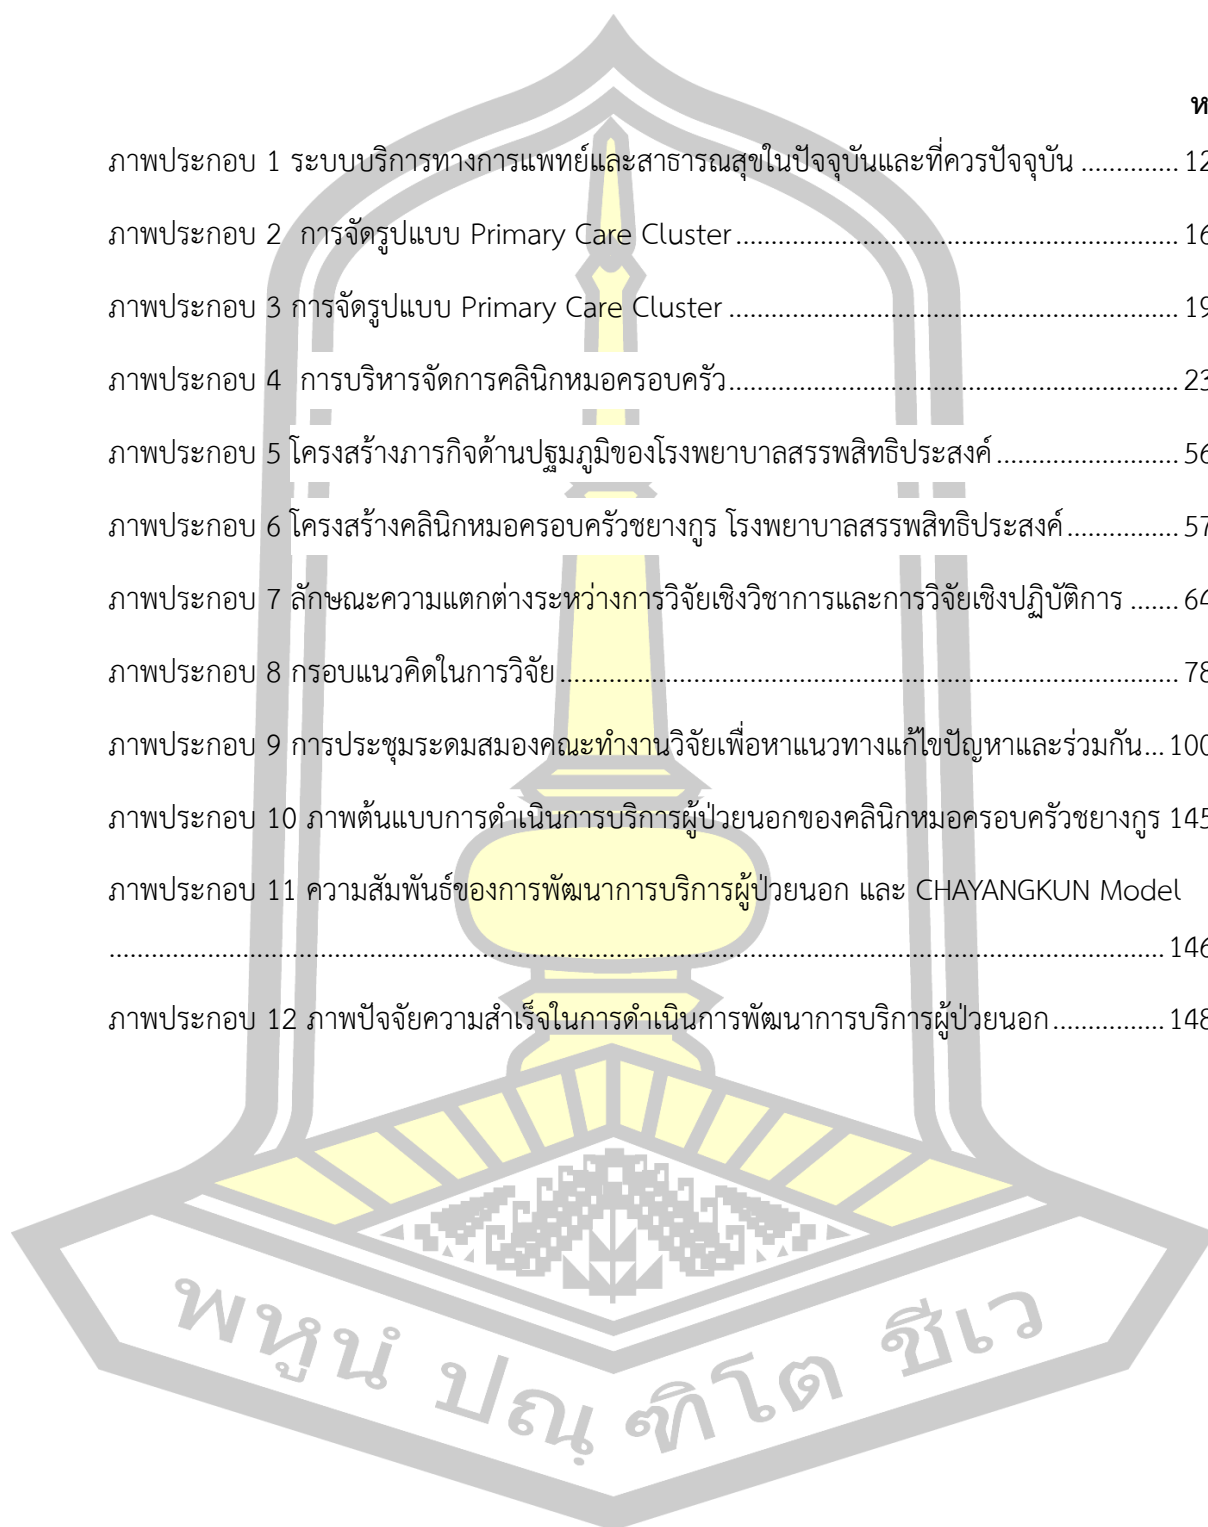 ห
ภาพประกอบ 1 ระบบบริการทางการแพทย์และสาธารณสุขในปัจจุบันและที่ควรปัจจุบัน .............. 12
ภาพประกอบ 2 การจัดรูปแบบ Primary Care Cluster ................................................................ 16
ภาพประกอบ 3 การจัดรูปแบบ Primary Care Cluster ................................................................ 19
ภาพประกอบ 4 การบริหารจัดการคลินิกหมอครอบครัว ................................................................ 23
ภาพประกอบ 5 โครงสร้างภารกิจด้านปฐมภูมิของโรงพยาบาลสรรพสิทธิประสงค์ .......................... 56
ภาพประกอบ 6 โครงสร้างคลินิกหมอครอบครัวชยางกูร โรงพยาบาลสรรพสิทธิประสงค์ ................ 57
ภาพประกอบ 7 ลักษณะความแตกต่างระหว่างการวิจัยเชิงวิชาการและการวิจัยเชิงปฏิบัติการ ....... 64
ภาพประกอบ 8 กรอบแนวคิดในการวิจัย ........................................................................................ 78
ภาพประกอบ 9 การประชุมระดมสมองคณะทำงานวิจัยเพื่อหาแนวทางแก้ไขปัญหาและร่วมกัน ... 100
ภาพประกอบ 10 ภาพต้นแบบการดำเนินการบริการผู้ป่วยนอกของคลินิกหมอครอบครัวชยางกูร 145
ภาพประกอบ 11 ความสัมพันธ์ของการพัฒนาการบริการผู้ป่วยนอก และ CHAYANGKUN Model
....................................................................................................................................................... 146
ภาพประกอบ 12 ภาพปัจจัยความสำเร็จในการดำเนินการพัฒนาการบริการผู้ป่วยนอก ................ 148
พหูนํ ปณฺฑิโต ชีเว